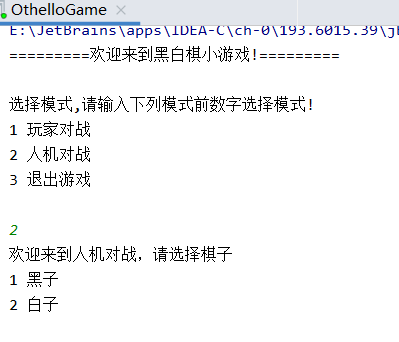 OthelloGame
E:\JetBrains\apps\IDEA-C\ch-0\193.6015.39\jb
=========欢迎来到黑白棋小游戏!=========
选择模式,请输入下列模式前数字选择模式!
1 玩家对战
2 人机对战
3 退出游戏
2
欢迎来到人机对战，请选择棋子
1 黑子
2 白子